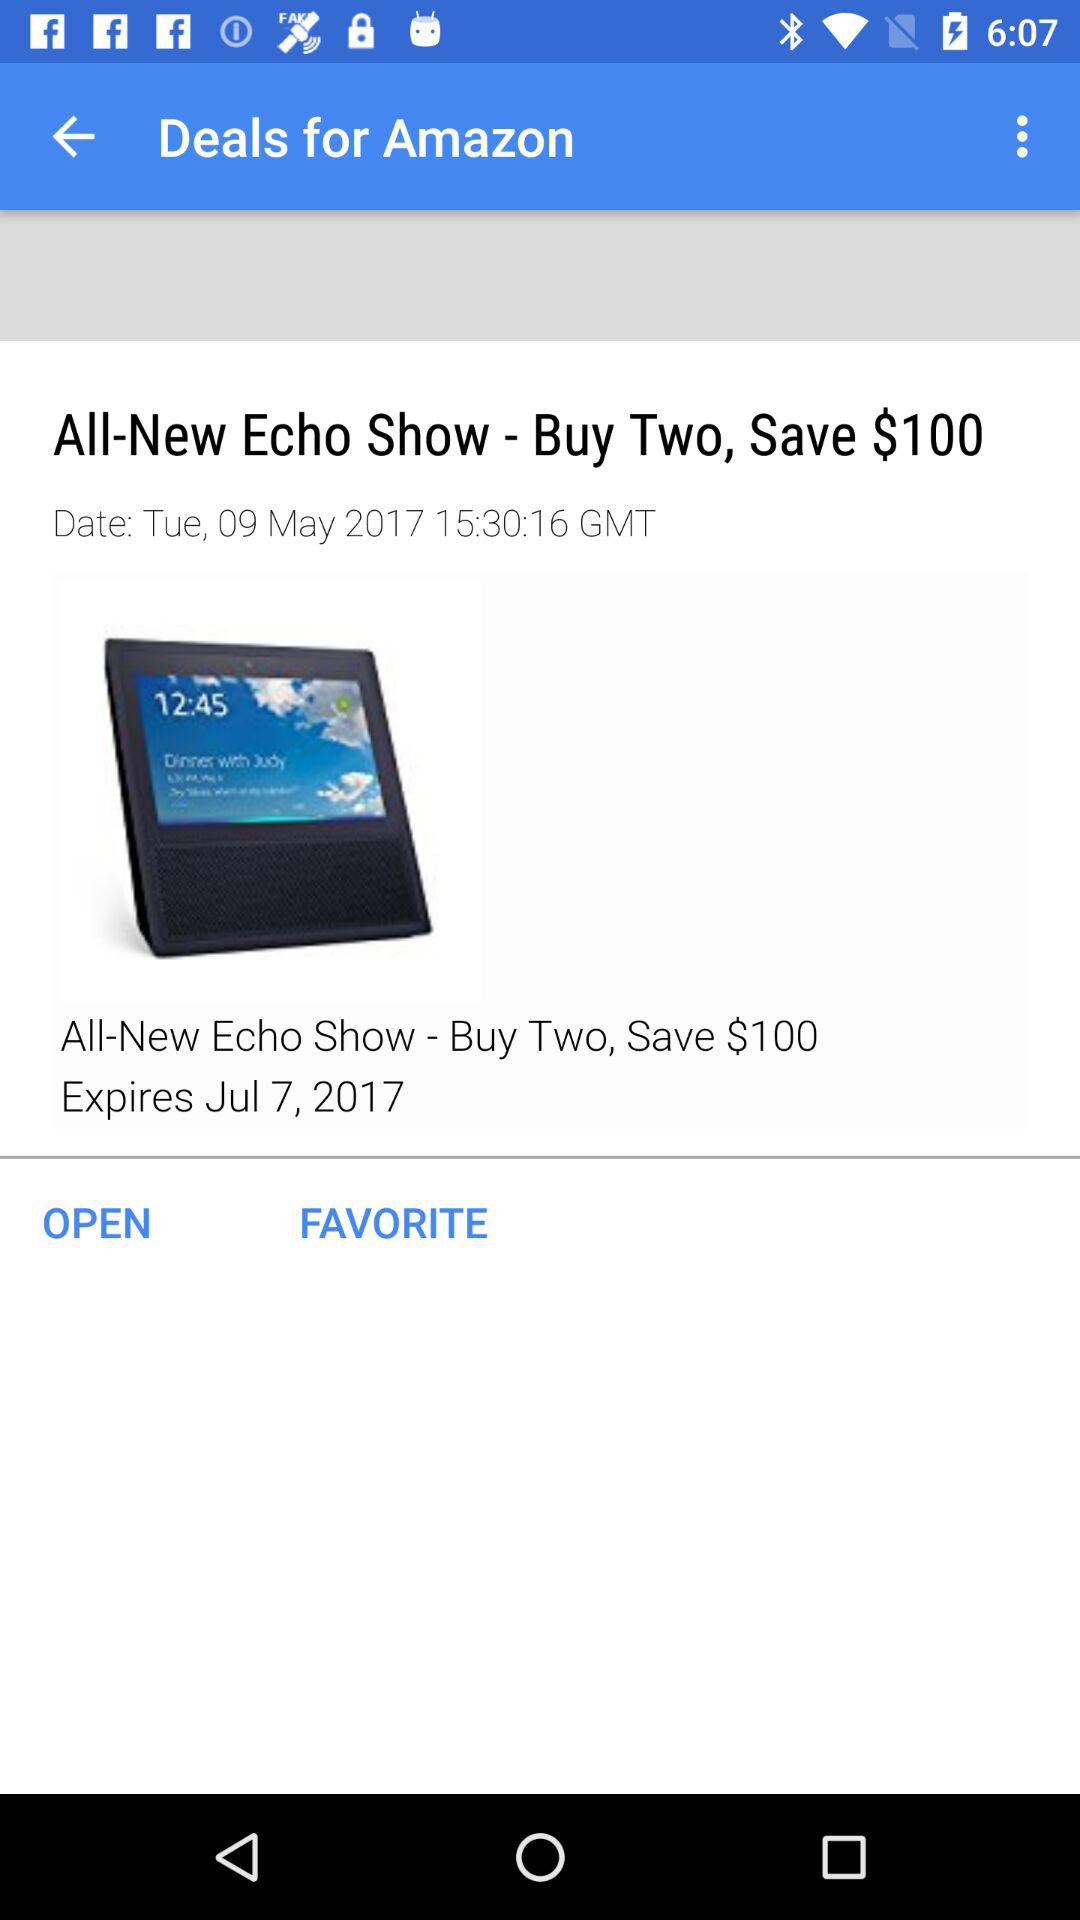 FAKE
6:07
Deals for Amazon
All-New Echo Show - Buy Two, Save $100
Date: Tue, 09 May 2017 15:30:16 GMT
12:45
Dinner with Judy
All-New Echo Show - Buy Two, Save $100
Expires Jul 7, 2017
OPEN FAVORITE